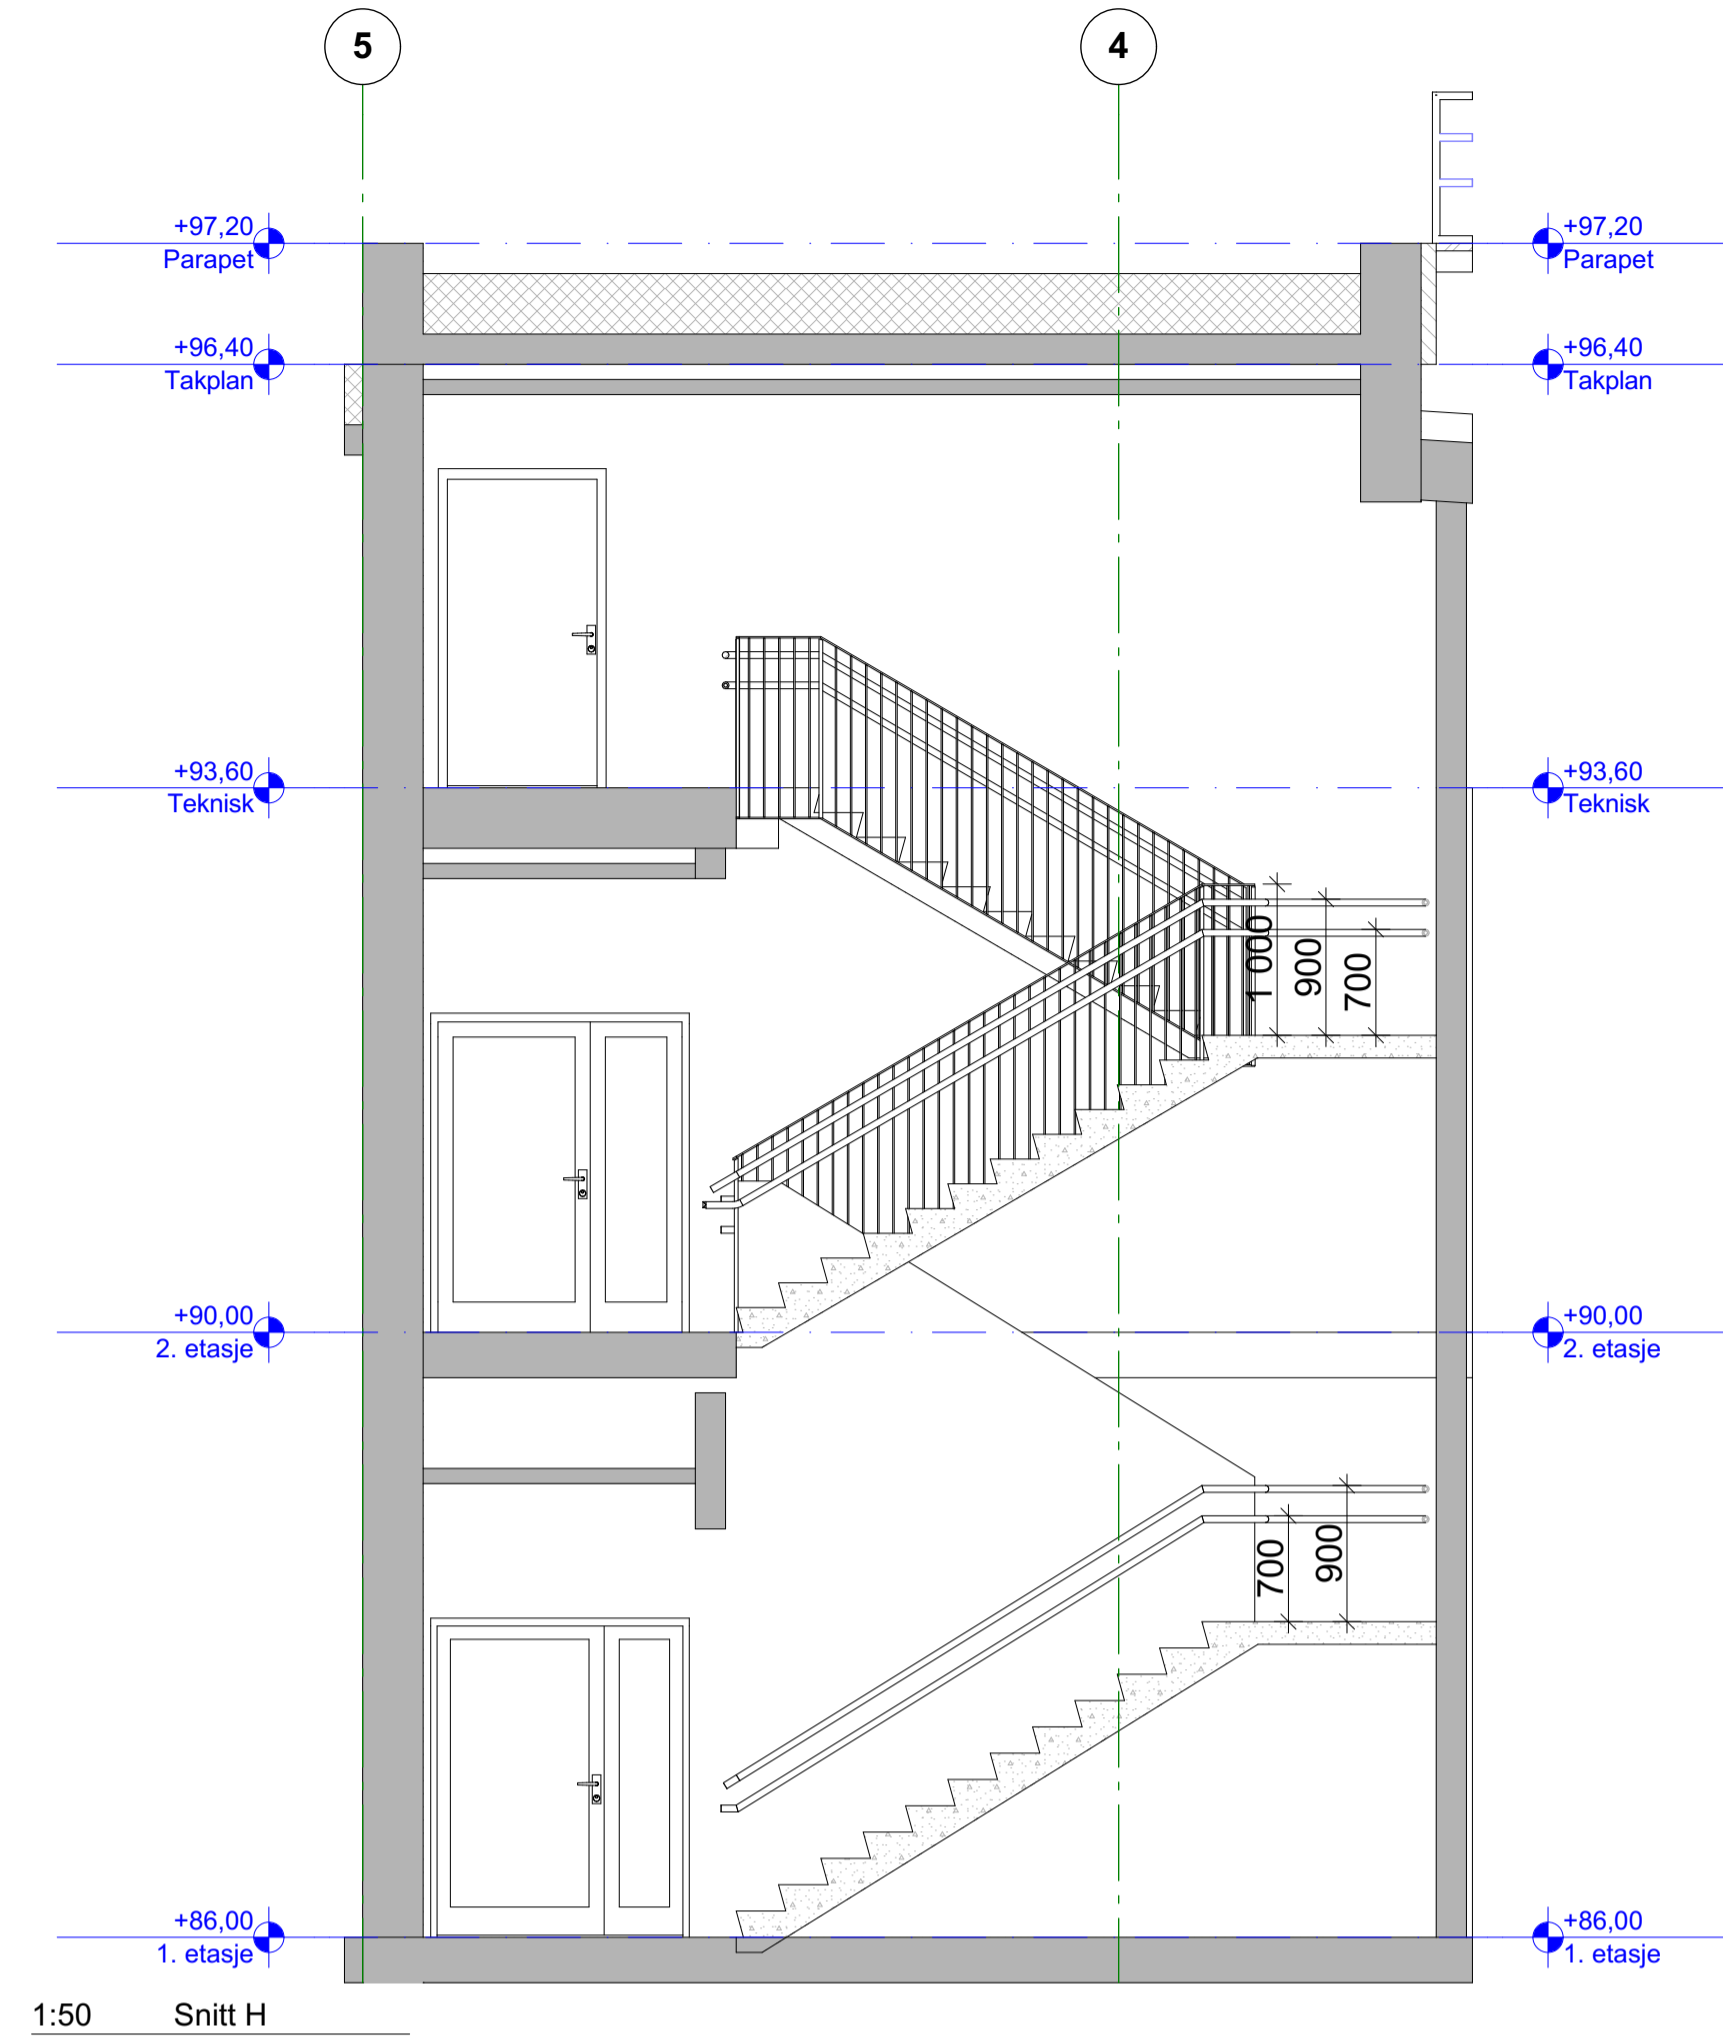 5
4
+97,20
Parapet
+97,20
Parapet
+96,40
Takplan
+96,40
Takplan
+93,60
Teknisk
+93,60
Teknisk
1 000
900
700
+90,00
2. etasje
+90,00
2. etasje
700
900
+86,00
1. etasje
+86,00
1. etasje
1:50 Snitt H